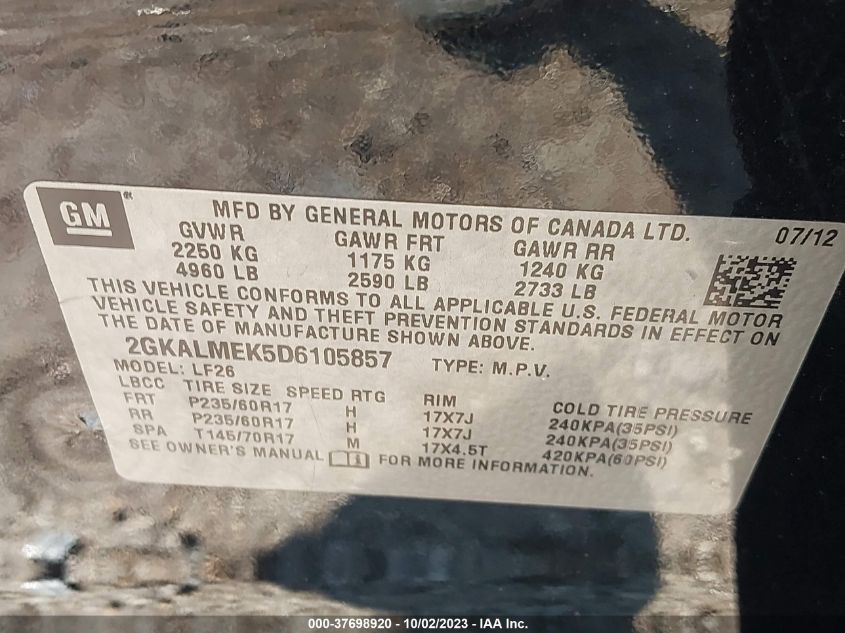 GM®
MFD BY GENERAL MOTORS OF CANADA LTD. 07/12
GVWR GAWR FRT GAWR RR
2250 KG 1175 KG 1240 KG
4960 LB 2590 LB 2733 LB
THIS VEHICLE CONFORMS TO ALL APPLICABLE U.S. FEDERAL MOTOR
VEHICLE SAFETY AND THEFT PREVENTION STANDARDS IN EFFECT ON
THE DATE OF MANUFACTURE SHOWN ABOVE.
2GKALMEK5D6105857 TYPE: M.P.V.
MODEL: LF26
LBCC TIRE SIZE SPEED RTG RIM COLD TIRE PRESSURE
FRT P235/60R17 H 17X7J 240KPA(35PSI)
RR P235/60R17 H 17X7J 240KPA(35PSI)
SPA T145/70R17 M 17X4.5T 420KPA(60PSI)
SEE OWNER'S MANUAL FOR MORE INFORMATION.
000-37698920 - 10/02/2023 - IAA Inc.